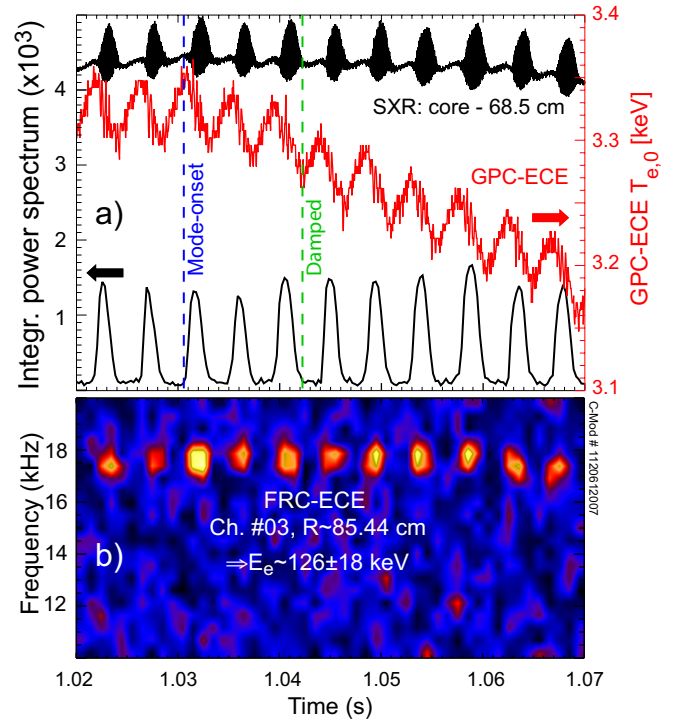 Integr. power spectrum (x10³)
4
3
2
1
a)
SXR: core - 68.5 cm
GPC-ECE
Mode-onset
Damped
3.4
3.3
3.2
3.1
GPC-ECE T_e,0 [keV]
C-Mod # 1120612007
Frequency (kHz)
18
16
14
12
b)
FRC-ECE
Ch. #03, R~85.44 cm
⇒E_e~126±18 keV
1.02 1.03 1.04 1.05 1.06 1.07
Time (s)